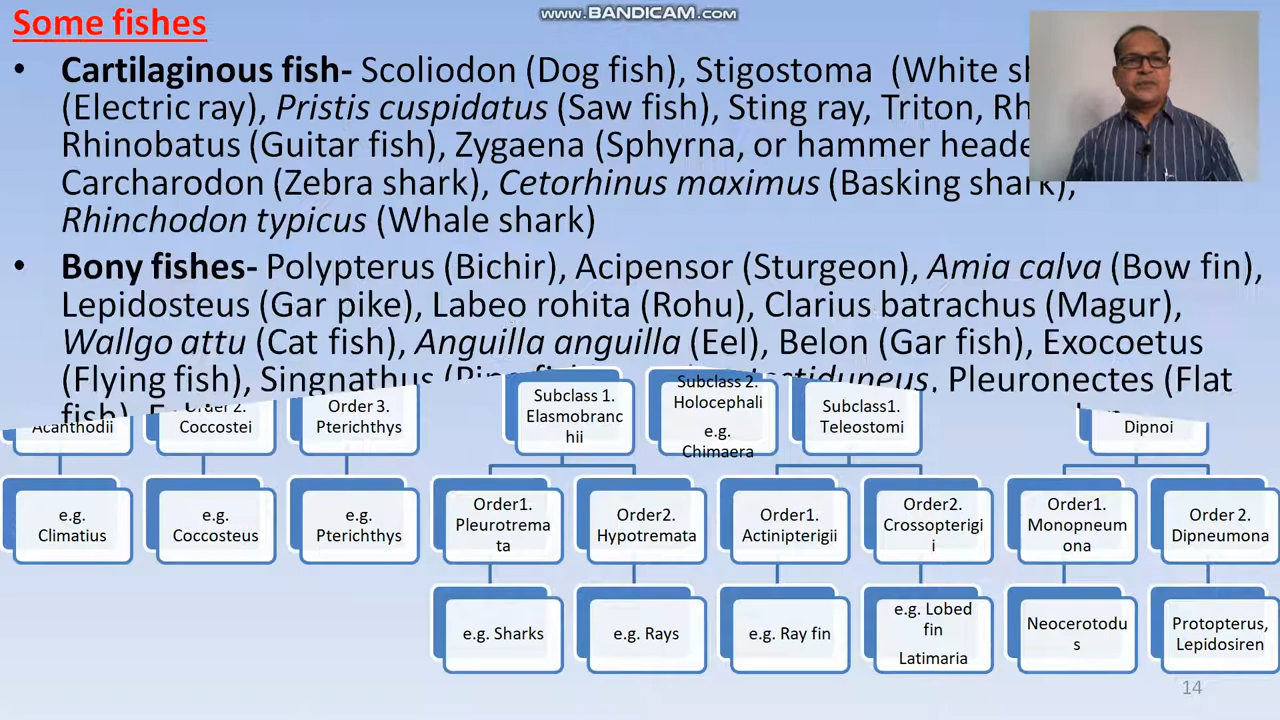 Some fishes
www.BANDICAM.com
• Cartilaginous fish- Scoliodon (Dog fish), Stigostoma (White
(Electric ray), Pristis cuspidatus (Saw fish), Sting ray, Triton,
Rhinobatus (Guitar fish), Zygaena (Sphyrna, or hammer
Carcharodon (Zebra shark), Cetorhinus maximus (Basking shark),
Rhinchodon typicus (Whale shark)
• Bony fishes- Polypterus (Bichir), Acipensor (Sturgeon), Amia calva (Bow fin),
Lepidosteus (Gar pike), Labeo rohita (Rohu), Clarius batrachus (Magur),
Wallgo attu (Cat fish), Anguilla anguilla (Eel), Belon (Gar fish), Exocoetus
(Flying fish), Singnathus Pleuronectes (Flat
fish),
Acanthodii
Order 2.
Coccostei
Order 3.
Pterichthys
Subclass 1.
Elasmobranc
hii
Subclass 2.
Holocephali
e.g.
Chimaera
Subclass1.
Teleostomi
Dipnoi
e.g.
Climatius
e.g.
Coccosteus
e.g.
Pterichthys
Order1.
Pleurotrema
ta
Order2.
Hypotremata
Order1.
Actinipterigii
Order2.
Crossopterigi
i
Order1.
Monopneum
ona
Order 2.
Dipneumona
e.g. Sharks
e.g. Rays
e.g. Ray fin
e.g. Lobed
fin
Latimaria
Neocerotodu
s
Protopterus,
Lepidosiren
14